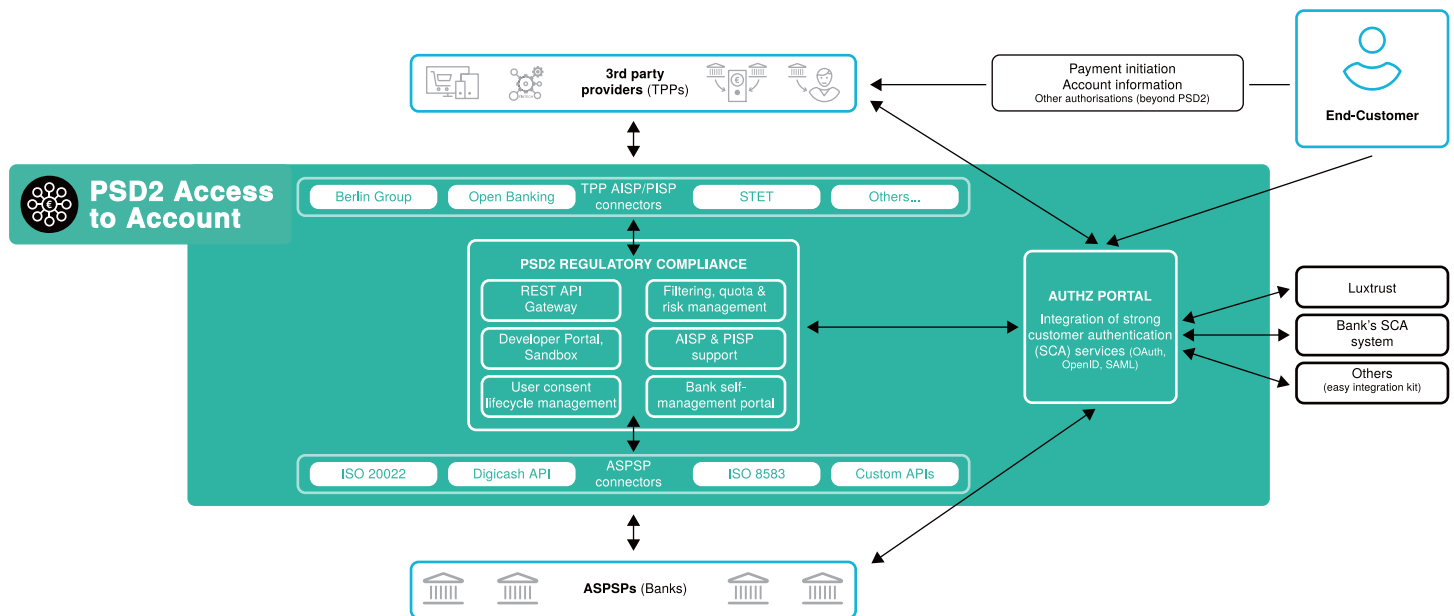 3rd party
providers (TPPs)
Payment initiation
Account information
Other authorisations (beyond PSD2)
End-Customer
PSD2 Access
to Account
Berlin Group
Open Banking
TPP AISP/PISP
connectors
STET
Others...
PSD2 REGULATORY COMPLIANCE
REST API
Gateway
Filtering, quota &
risk management
Developer Portal,
Sandbox
AISP & PISP
support
User consent
lifecycle management
Bank self-
management portal
AUTHZ PORTAL
Integration of strong
customer authentication
(SCA) services (OAuth,
OpenID, SAML)
Luxtrust
Bank's SCA
system
Others
(easy integration kit)
ISO 20022
Digicash API
ASPSP
connectors
ISO 8583
Custom APIs
ASPSPs (Banks)